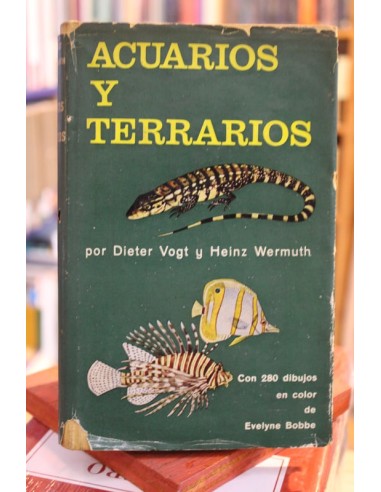 ACUARIOS
Y
TERRARIOS
por Dieter Vogt y Heinz Wermuth
Con 280 dibujos
en color
de
Evelyne Bobbe